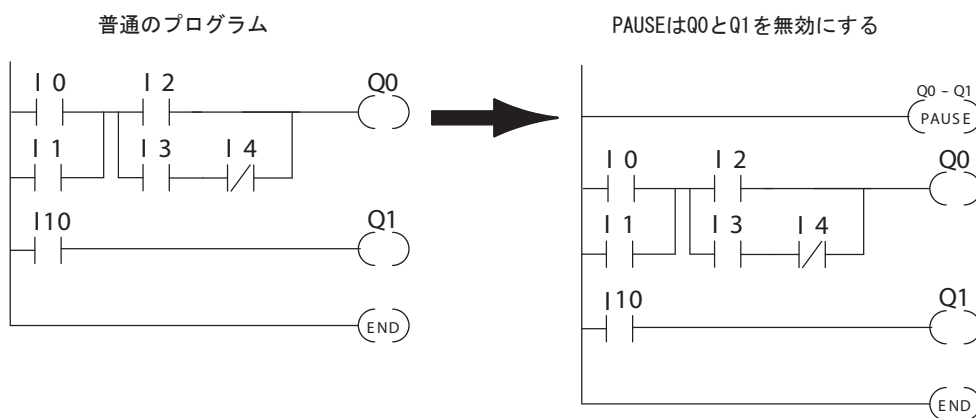 普通のプログラム
I 0 I 2 Q0
I 1 I 3 I 4
I10 Q1
END
PAUSEはQ0とQ1を無効にする
Q0 - Q1
PAUSE
I 0 I 2 Q0
I 1 I 3 I 4
I10 Q1
END